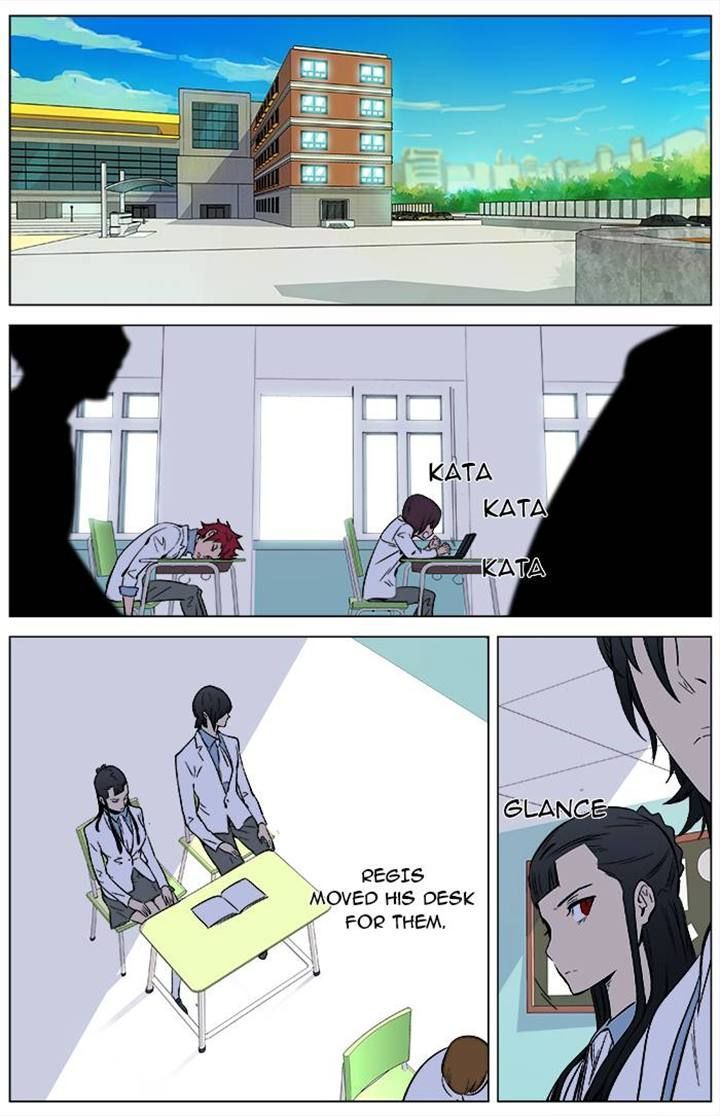 KATA
KATA
KATA
REGIS
MOVED HIS DESK
FOR THEM.
GLANCE